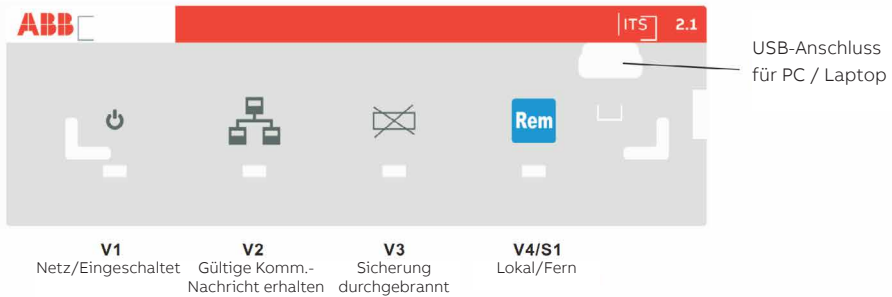 ABB
ITS 2.1
USB-Anschluss
für PC / Laptop
Rem
V1 V2 V3 V4/S1
Netz/Eingeschaltet Gültige Komm.- Sicherung Lokal/Fern
Nachricht erhalten durchgebrannt